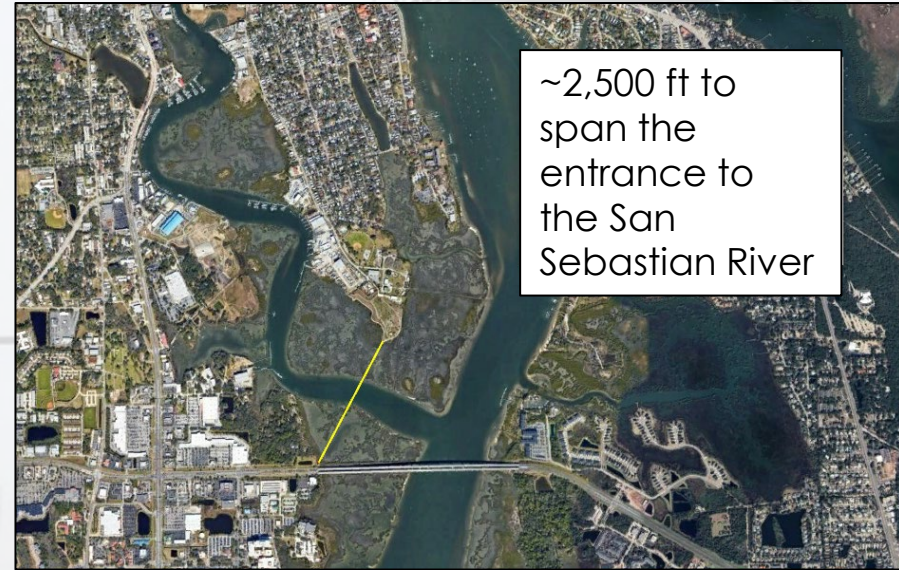 ~2,500 ft to
span the
entrance to
the San
Sebastian River